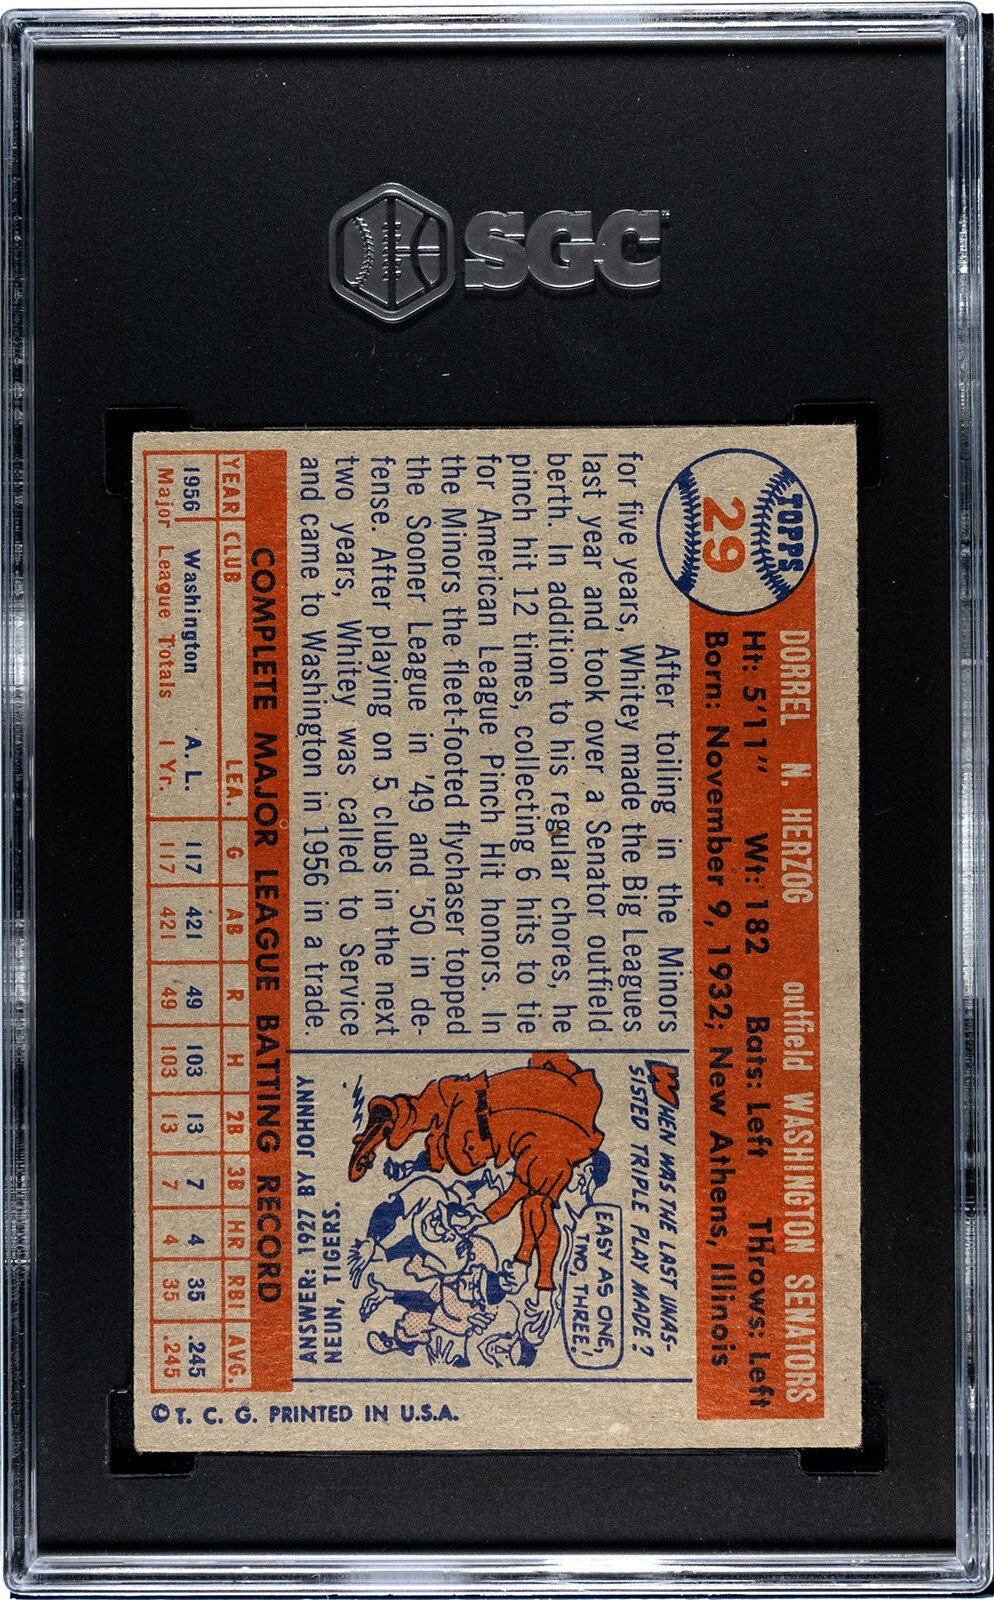 SGC
TOPPS
29
DORREL N. HERZOG outfield WASHINGTON SENATORS
Ht: 5'11" Wt: 182 Bats: Left Throws: Left
Born: November 9, 1932; New Athens, Illinois
After toiling in the Minors
for five years, Whitey made the Big Leagues
last year and took over a Senator outfield
berth. In addition to his regular chores, he
pinch hit 12 times, collecting 6 hits to tie
for American League Pinch Hit honors. In
the Minors the fleet-footed flychaser topped
the Sooner League in '49 and '50 in de-
fense. After playing on 5 clubs in the next
two years, Whitey was called to Service
and came to Washington in 1956 in a trade.
WHEN WAS THE LAST UNAS-
SISTED TRIPLE PLAY MADE?
EASY AS ONE,
TWO, THREE!
ANSWER: 1927 BY JOHNNY
NEIN, TIGERS.
COMPLETE MAJOR LEAGUE BATTING RECORD
YEAR CLUB LEA. G AB R H 2B 3B HR RBI AVG.
1956 Washington A. L. 117 421 49 103 13 7 4 35 .245
Major League Totals 1 Yr. 117 421 49 103 13 7 4 35 .245
© T. C. G. PRINTED IN U.S.A.